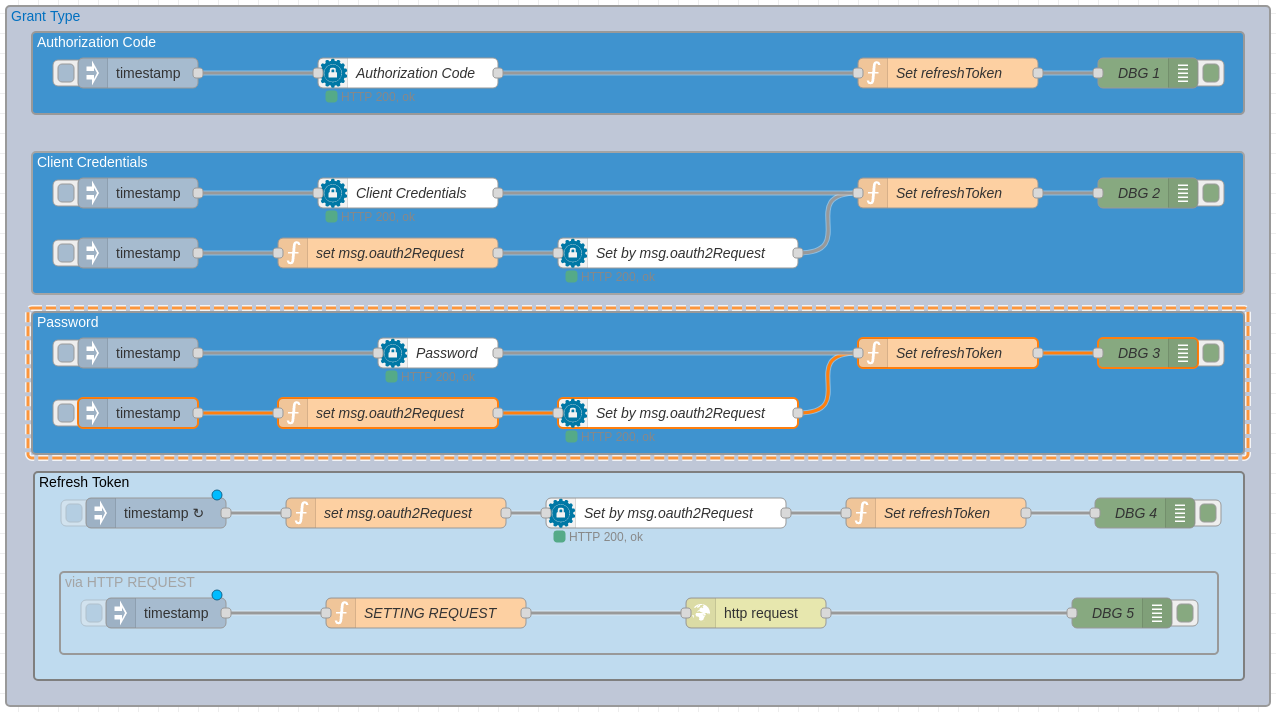 Grant Type
Authorization Code
timestamp Authorization Code Set refreshToken DBG 1
HTTP 200, ok
Client Credentials
timestamp Client Credentials Set refreshToken DBG 2
HTTP 200, ok
timestamp set msg.oauth2Request Set by msg.oauth2Request
HTTP 200, ok
Password
timestamp Password Set refreshToken DBG 3
HTTP 200, ok
timestamp set msg.oauth2Request Set by msg.oauth2Request
HTTP 200, ok
Refresh Token
timestamp ↻ set msg.oauth2Request Set by msg.oauth2Request Set refreshToken DBG 4
HTTP 200, ok
via HTTP REQUEST
timestamp SETTING REQUEST http request DBG 5